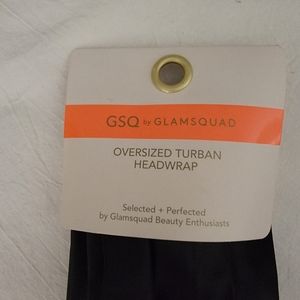 GSQ by GLAMSQUAD
OVERSIZED TURBAN
HEADWRAP
Selected + Perfected
by Glamsquad Beauty Enthusiasts